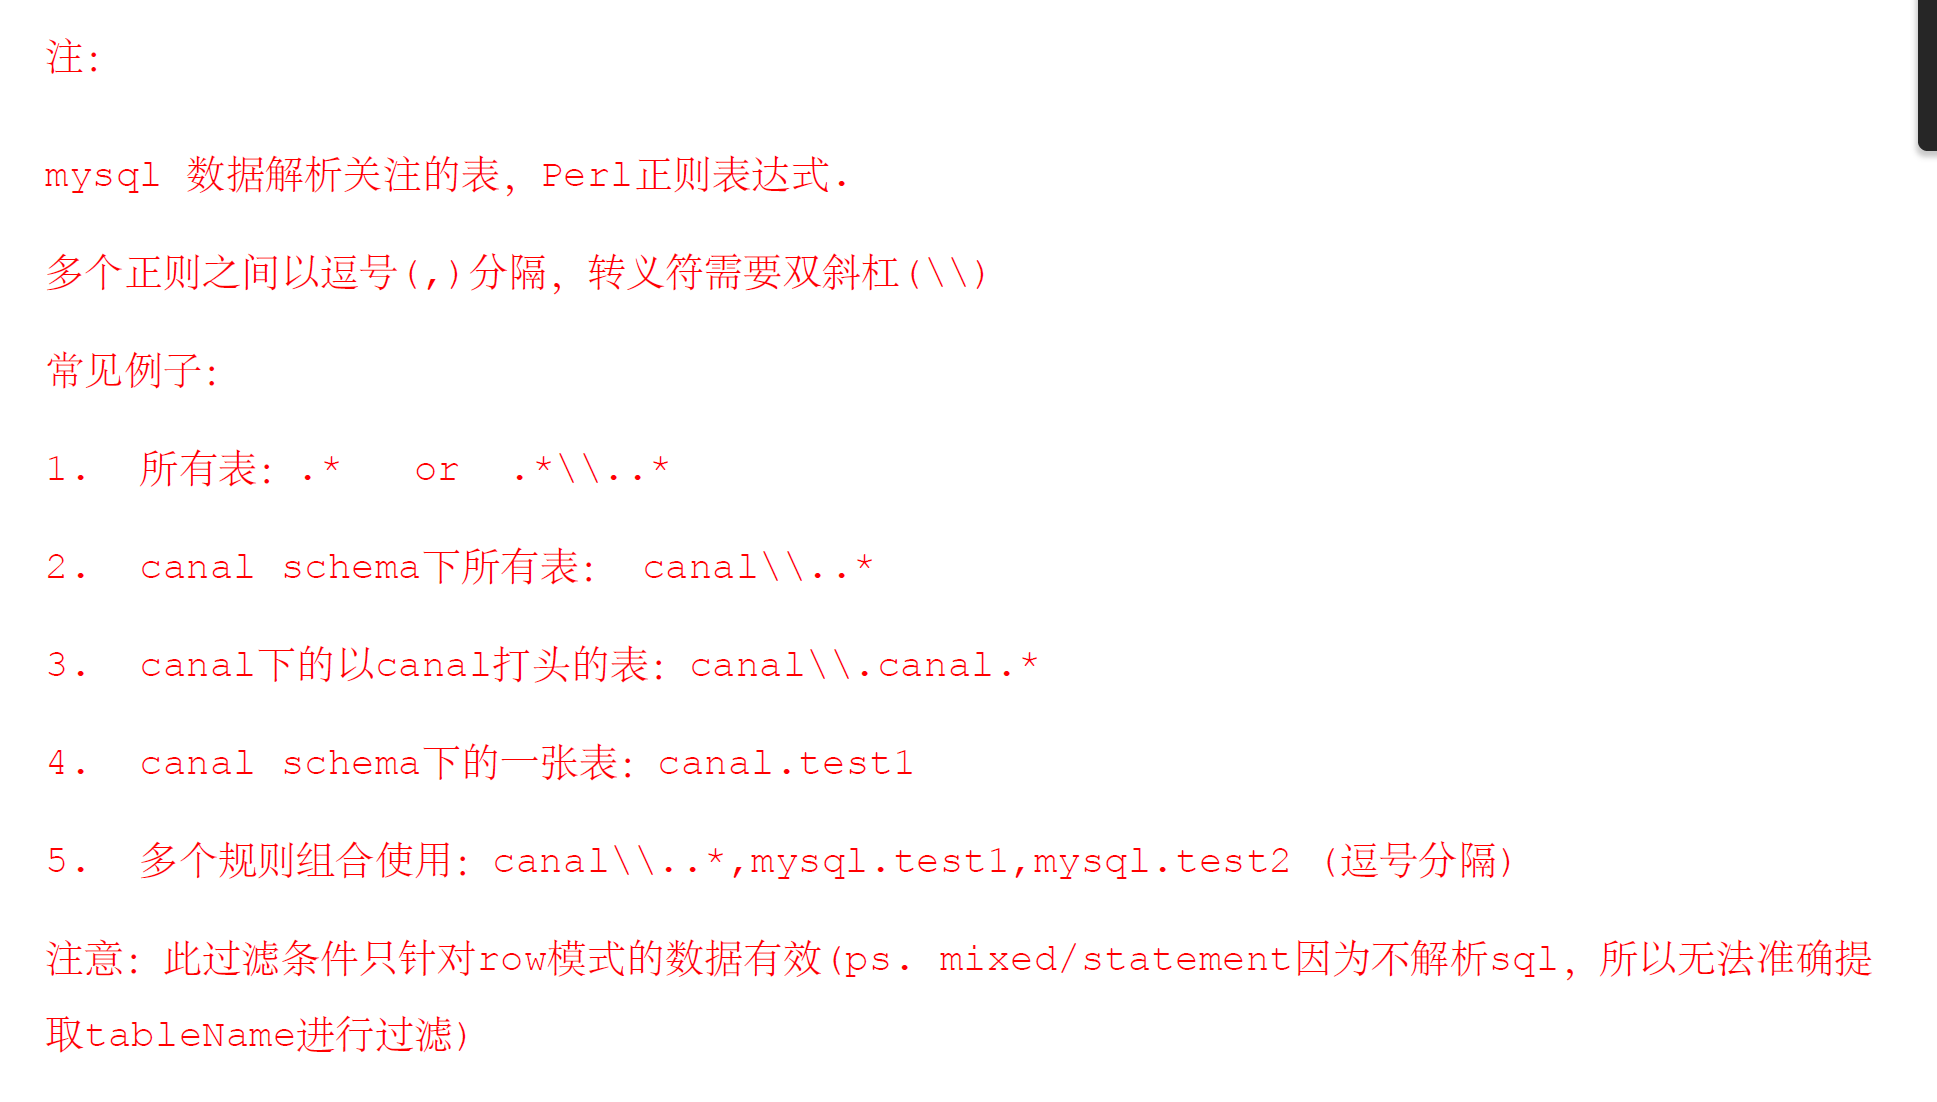 注:
mysql 数据解析关注的表，Perl正则表达式.
多个正则之间以逗号(,)分隔，转义符需要双斜杠(\\)
常见例子：
1.  所有表：.*   or  .*\\..*
2.  canal schema下所有表： canal\\..*
3.  canal下的以canal打头的表：canal\\.canal.*
4.  canal schema下的一张表：canal.test1
5.  多个规则组合使用：canal\\..*,mysql.test1,mysql.test2 (逗号分隔)
注意：此过滤条件只针对row模式的数据有效(ps. mixed/statement因为不解析sql，所以无法准确提
取tableName进行过滤)